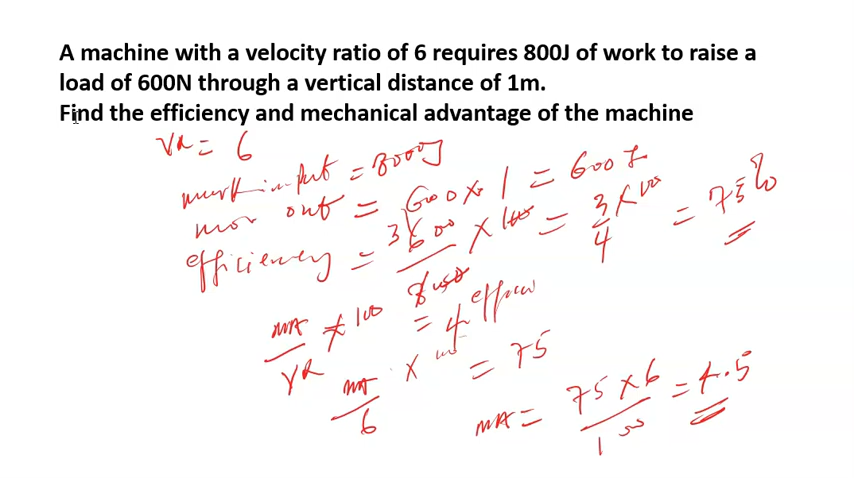 A machine with a velocity ratio of 6 requires 800J of work to raise a
load of 600N through a vertical distance of 1m.
Find the efficiency and mechanical advantage of the machine
VR = 6
work input = 800J
work out = 600 x 1 = 600J
efficiency = 600/800 x 100 = 3/4 x 100 = 75%
MA/VR x 100 =
MA/6 x 100 = 75
MA = 75 x 6/100 = 4.5